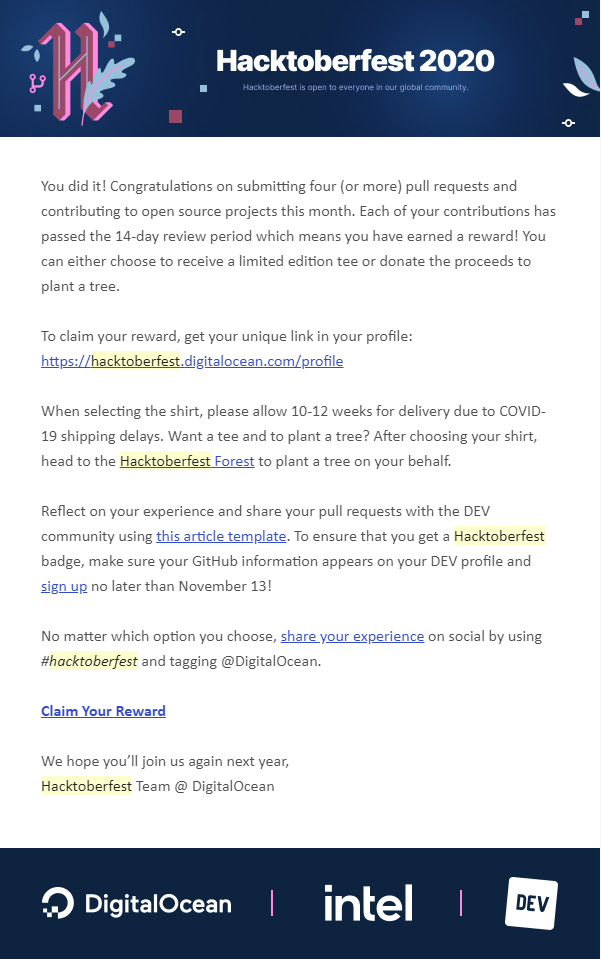 H
Hacktoberfest 2020
Hacktoberfest is open to everyone in our global community.
You did it! Congratulations on submitting four (or more) pull requests and
contributing to open source projects this month. Each of your contributions has
passed the 14-day review period which means you have earned a reward! You
can either choose to receive a limited edition tee or donate the proceeds to
plant a tree.
To claim your reward, get your unique link in your profile:
https://hacktoberfest.digitalocean.com/profile
When selecting the shirt, please allow 10-12 weeks for delivery due to COVID-
19 shipping delays. Want a tee and to plant a tree? After choosing your shirt,
head to the Hacktoberfest Forest to plant a tree on your behalf.
Reflect on your experience and share your pull requests with the DEV
community using this article template. To ensure that you get a Hacktoberfest
badge, make sure your GitHub information appears on your DEV profile and
sign up no later than November 13!
No matter which option you choose, share your experience on social by using
#hacktoberfest and tagging @DigitalOcean.
Claim Your Reward
We hope you’ll join us again next year,
Hacktoberfest Team @ DigitalOcean
DigitalOcean
intel
DEV